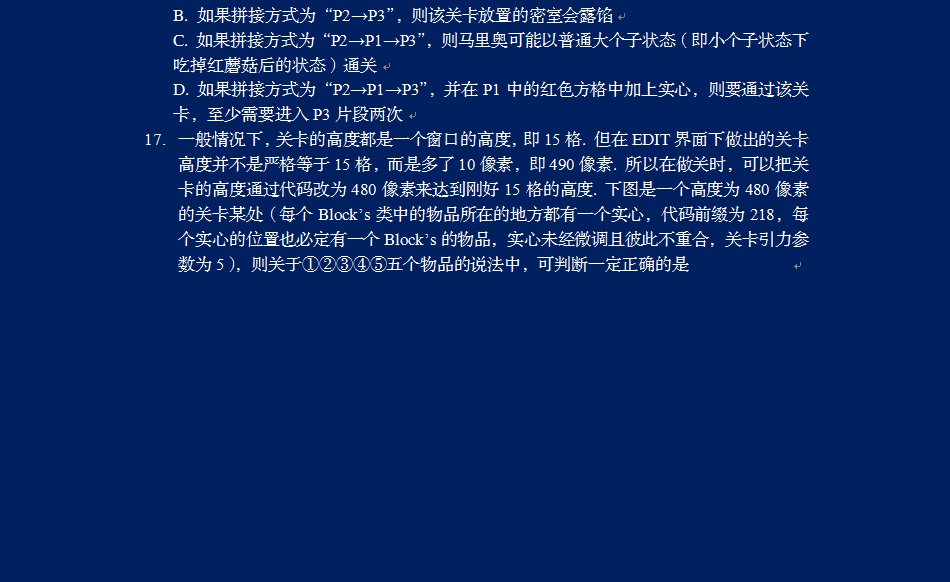 B. 如果拼接方式为“P2→P3”，则该关卡放置的密室会露馅
C. 如果拼接方式为“P2→P1→P3”，则马里奥可能以普通大个子状态（即小个子状态下
吃掉红蘑菇后的状态）通关
D. 如果拼接方式为“P2→P1→P3”，并在 P1 中的红色方格中加上实心，则要通过该关
卡，至少需要进入 P3 片段两次
17. 一般情况下，关卡的高度都是一个窗口的高度，即 15 格. 但在 EDIT 界面下做出的关卡
高度并不是严格等于 15 格，而是多了 10 像素，即 490 像素. 所以在做关时，可以把关
卡的高度通过代码改为 480 像素来达到刚好 15 格的高度. 下图是一个高度为 480 像素
的关卡某处（每个 Block’s 类中的物品所在的地方都有一个实心，代码前缀为 218，每
个实心的位置也必定有一个 Block’s 的物品，实心未经微调且彼此不重合，关卡引力参
数为 5），则关于①②③④⑤五个物品的说法中，可判断一定正确的是